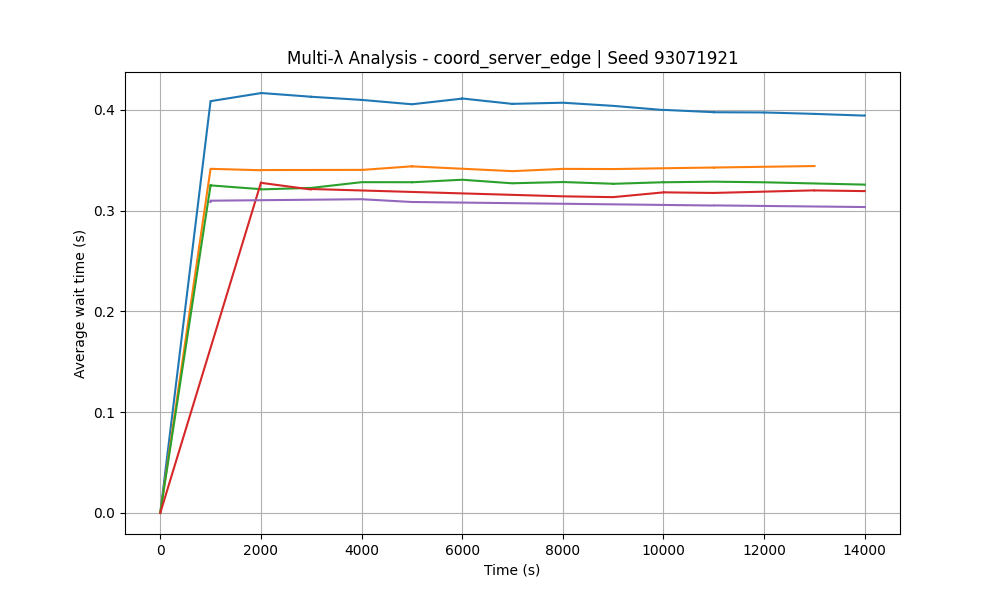 Multi-λ Analysis - coord_server_edge | Seed 93071921
Average wait time (s)
0.4
0.3
0.2
0.1
0.0
0 2000 4000 6000 8000 10000 12000 14000
Time (s)